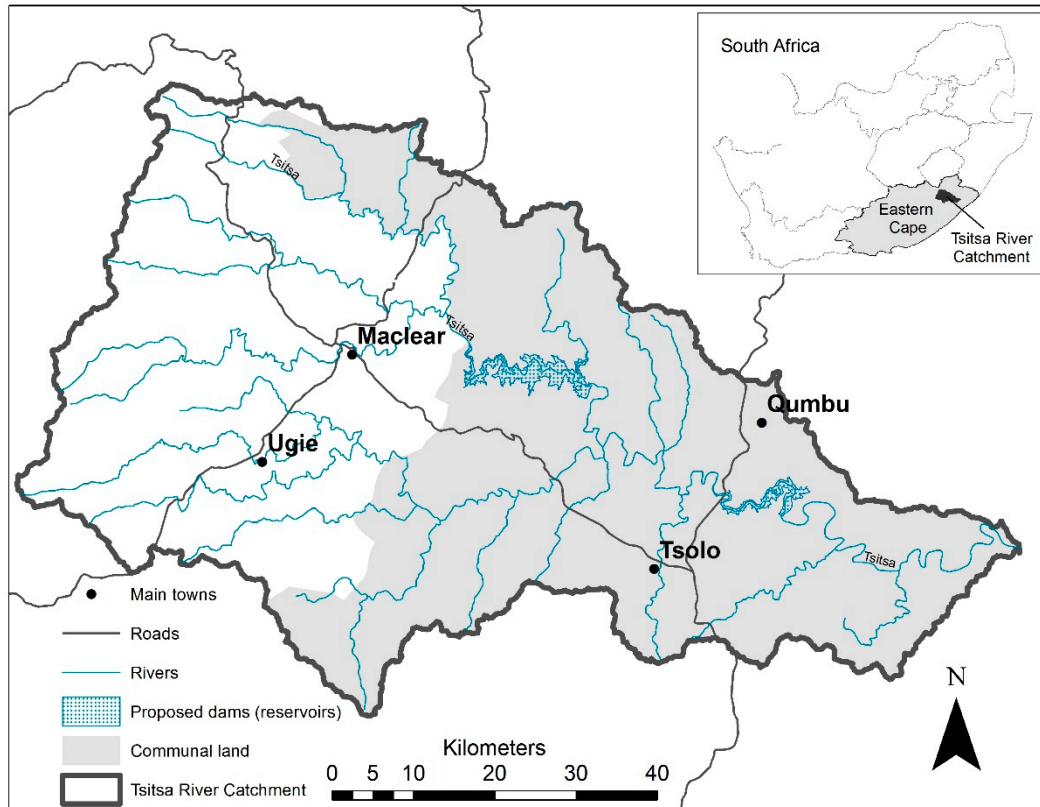 South Africa
Eastern
Cape
Tsitsa River
Catchment
Tsitsa
Tsitsa
Maclear
Qumbu
Ugie
Tsolo
Tsitsa
Main towns
Roads
Rivers
Proposed dams (reservoirs)
Communal land
Tsitsa River Catchment
Kilometers
0 5 10 20 30 40
N